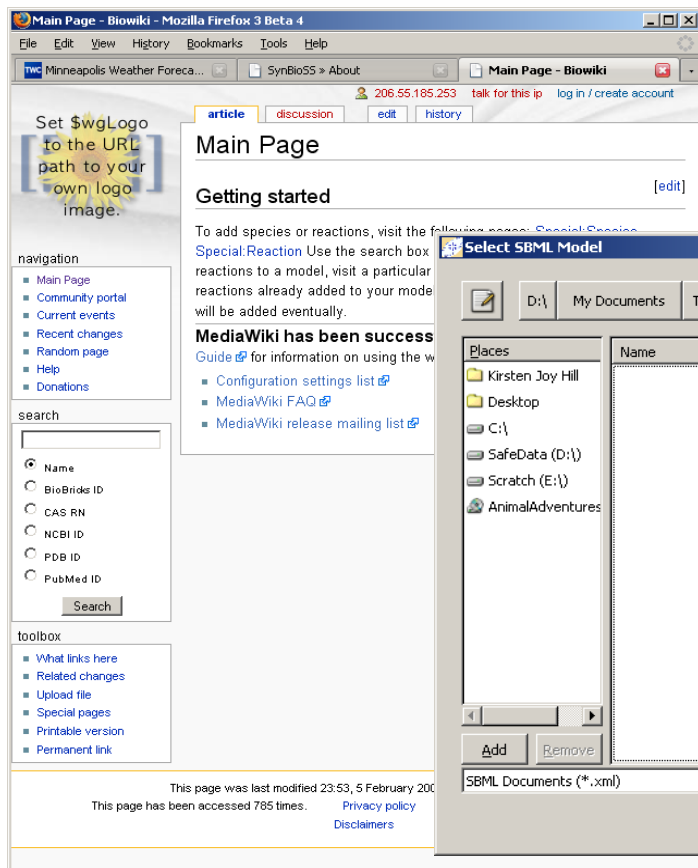 Main Page - Biowiki - Mozilla Firefox 3 Beta 4
File Edit View History Bookmarks Tools Help
TWC Minneapolis Weather Foreca... SynBioSS » About Main Page - Biowiki
206.55.185.253 talk for this ip log in / create account
article discussion edit history
Set $wgLogo
to the URL
path to your
own logo
image.
Main Page
Getting started [edit]
To add species or reactions, visit the following pages: Special:Species
Special:Reaction Use the search box
reactions to a model, visit a particular
reactions already added to your mode
will be added eventually.
MediaWiki has been success
Guide for information on using the w
Configuration settings list
MediaWiki FAQ
MediaWiki release mailing list
navigation
Main Page
Community portal
Current events
Recent changes
Random page
Help
Donations
search
Name
BioBricks ID
CAS RN
NCBI ID
PDB ID
PubMed ID
Search
toolbox
What links here
Related changes
Upload file
Special pages
Printable version
Permanent link
This page was last modified 23:53, 5 February
This page has been accessed 785 times. Privacy policy
Disclaimers
Select SBML Model
D:\ My Documents
Places Name
Kirsten Joy Hill
Desktop
C:\
SafeData (D:\)
Scratch (E:\)
AnimalAdventures
Add Remove
SBML Documents (*.xml)